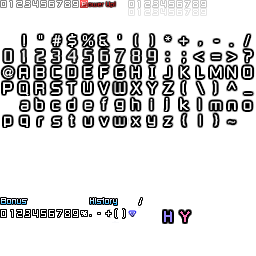 0123456789 Power Up! 0123456789
! " # $ % & ' ( ) * + , - . /
0 1 2 3 4 5 6 7 8 9 : ; < = > ?
@ A B C D E F G H I J K L M N O
P Q R S T U V W X Y Z ( \ ) ^ _
a b c d e f g h i j k l m n o
p q r s t u v w x y z ( | ) ~
Bonus History /
0123456789%.-+()
H Y